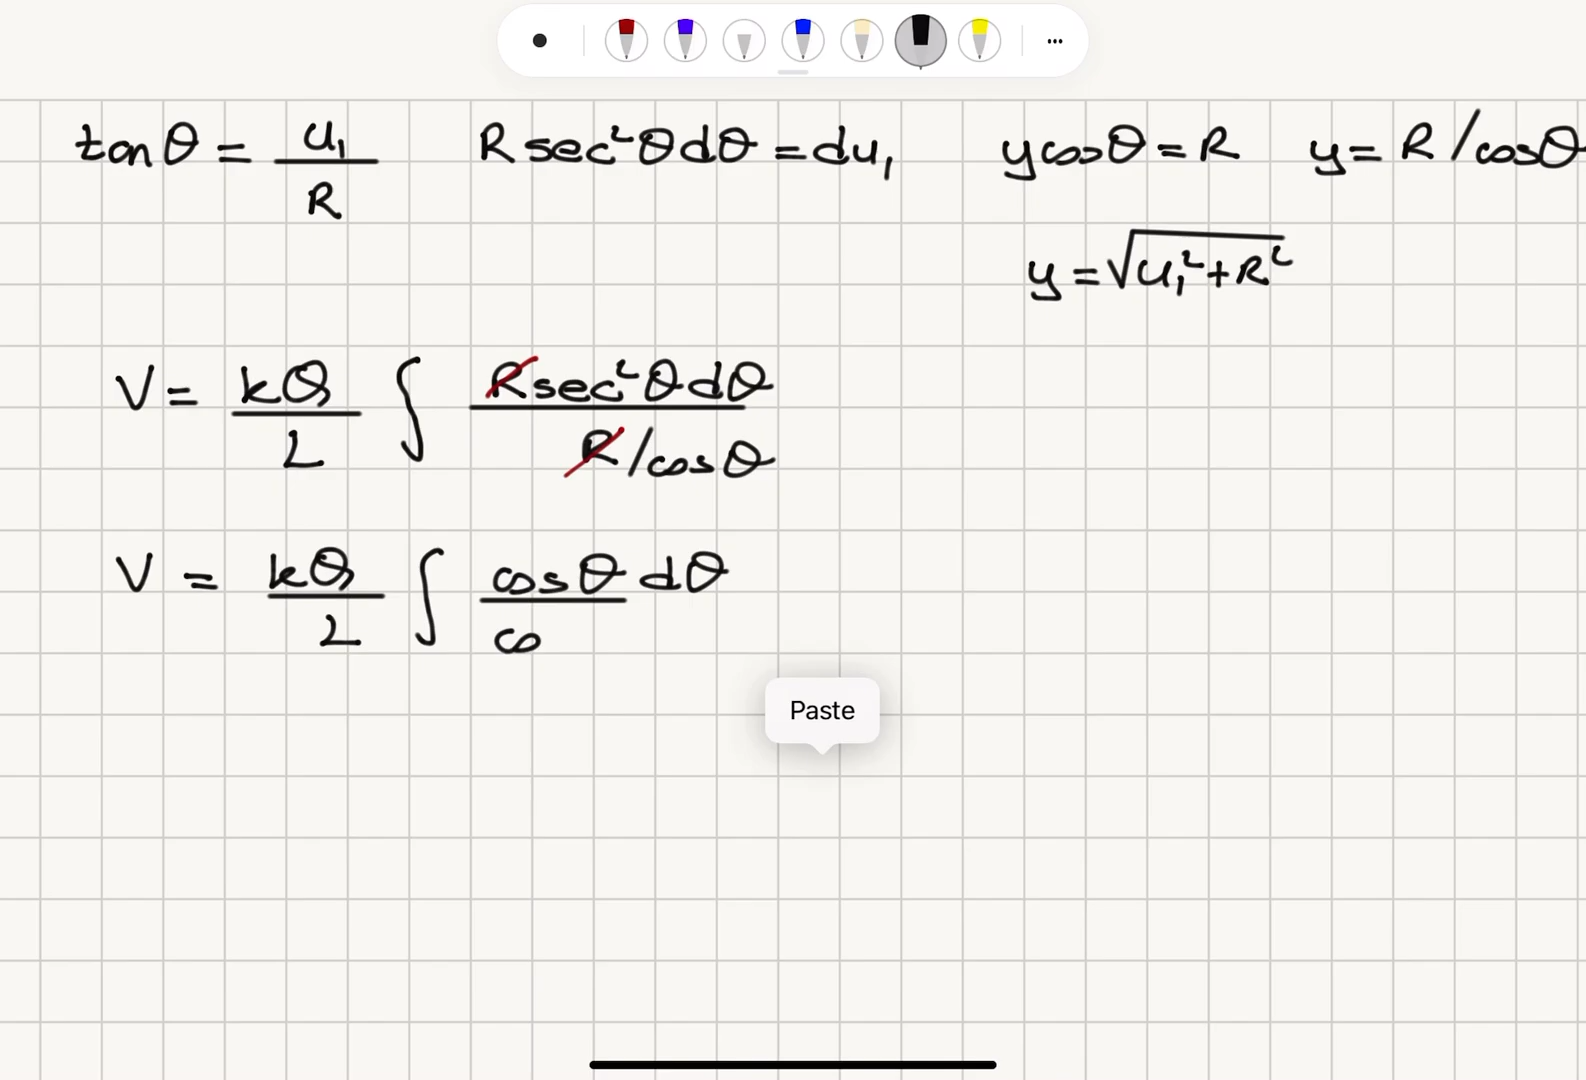 tanθ = u₁/R    R sec²θ dθ = du₁    y cosθ = R    y = R/cosθ
y = √(u₁² + R²)
V = kQ/L ∫ R sec²θ dθ / R/cosθ
V = kQ/L ∫ cosθ dθ / co
Paste